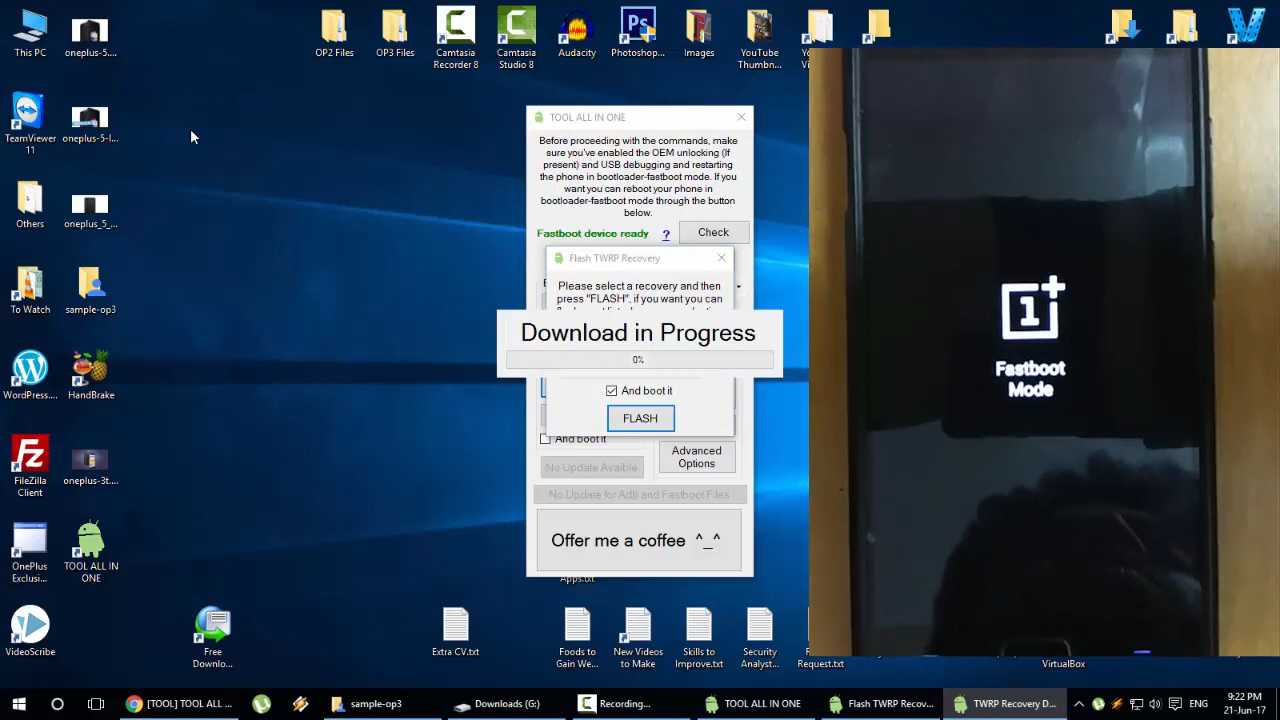 This PC
oneplus-5...
OP2 Files
OP3 Files
Camtasia
Recorder 8
Camtasia
Studio 8
Audacity
Ps
Photoshop...
Images
YouTube
Thumbn...
TeamViewer
11
oneplus-5-l...
Others
oneplus_5_...
To Watch
sample-op3
WordPress....
HandBrake
FileZilla
Client
oneplus-3t....
OnePlus
Exclusi...
TOOL ALL IN
ONE
VideoScribe
Free
Downlo...
TOOL ALL IN ONE
Before proceeding with the commands, make
sure you've enabled the OEM unlocking (If
present) and USB debugging and restarting
the phone in bootloader-fastboot mode. If you
want you can reboot your phone in
bootloader-fastboot mode through the button
below.
Fastboot device ready
?
Check
Flash TWRP Recovery
Please select a recovery and then
press "FLASH", if you want you can
Download in Progress
0%
And boot it
FLASH
And boot it
Advanced
Options
No Update Avaible
No Update for Adb and Fastboot Files
Offer me a coffee ^_^
Apps.txt
Extra CV.txt
Foods to
Gain We...
New Videos
to Make
Skills to
Improve.txt
Security
Analyst...
Request.txt
VirtualBox
1+
Fastboot
Mode
[TOOL] TOOL ALL ...
sample-op3
Downloads (G:)
Recording...
TOOL ALL IN ONE
Flash TWRP Recov...
TWRP Recovery D...
ENG
9:22 PM
21-Jun-17